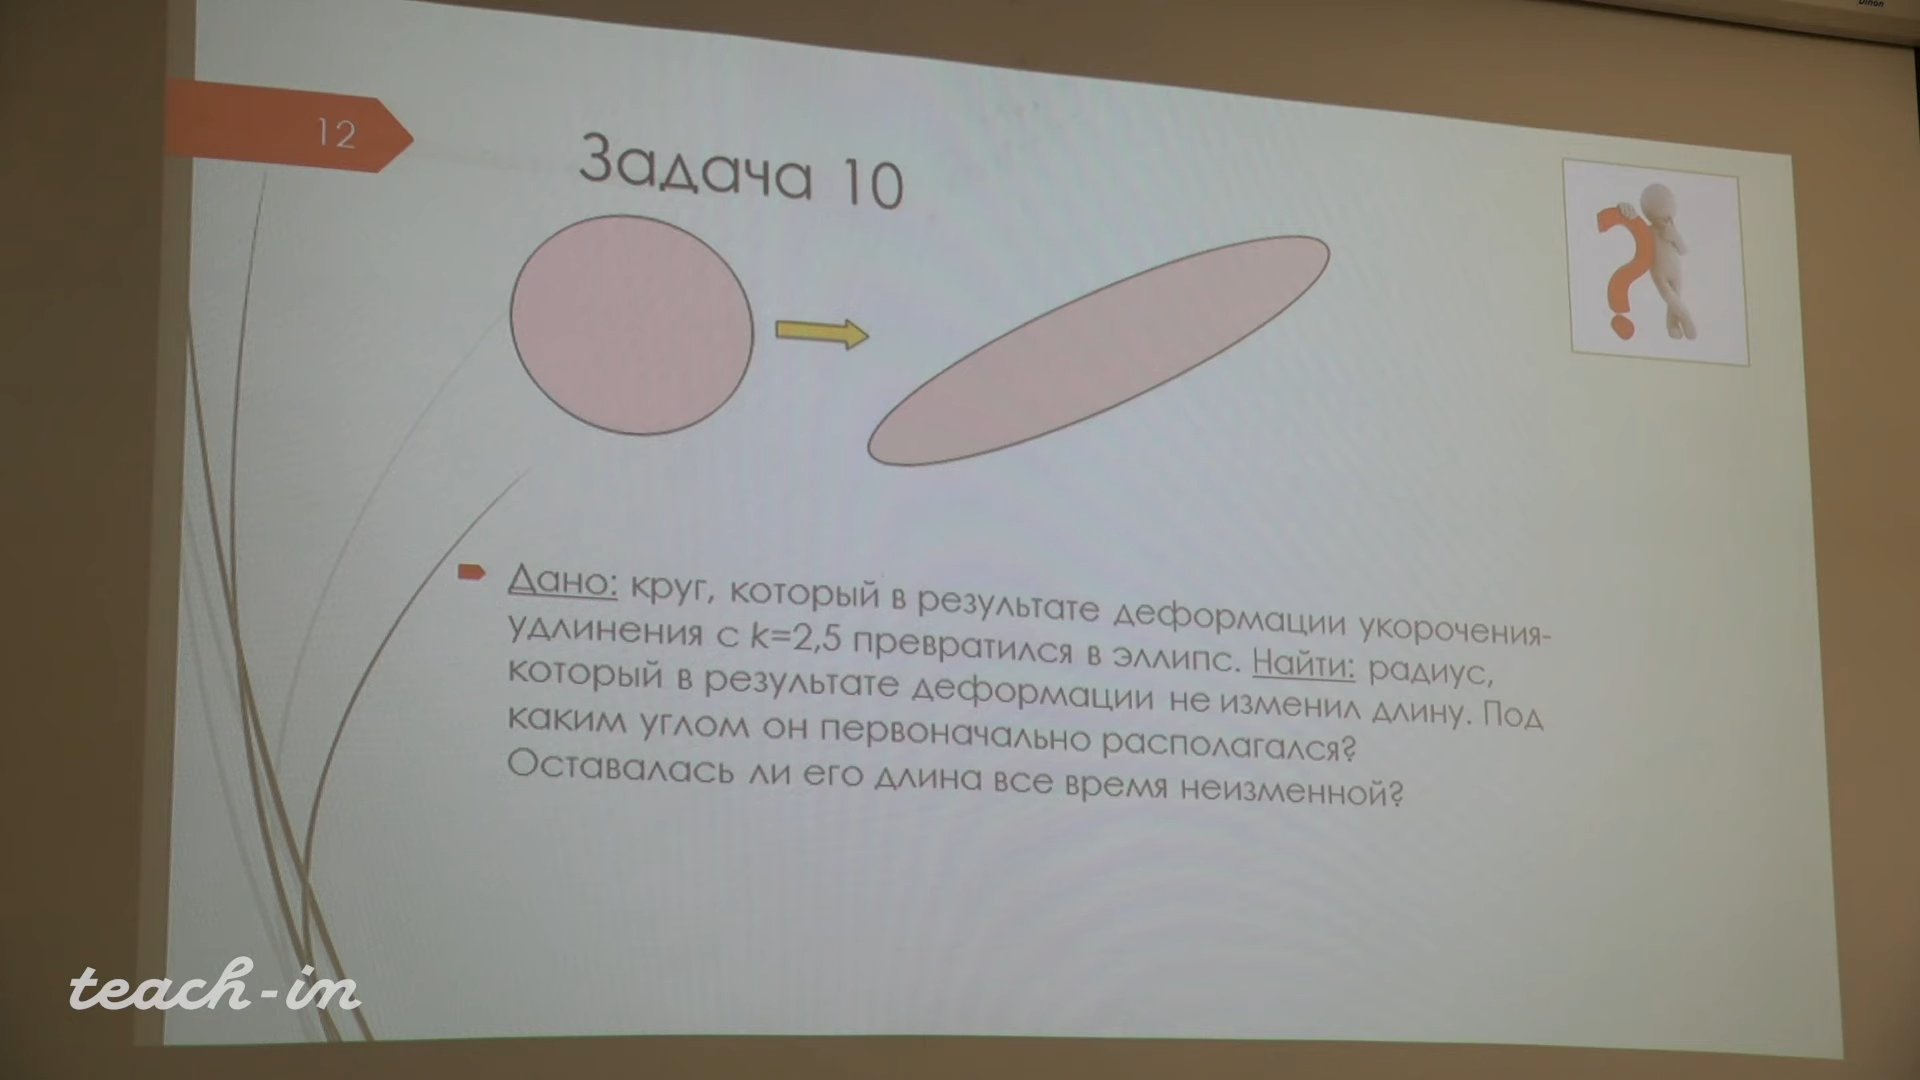 Dinon
12
Задача 10
Дано: круг, который в результате деформации укорочения-
удлинения с k=2,5 превратился в эллипс. Найти: радиус,
который в результате деформации не изменил длину. Под
каким углом он первоначально располагался?
Оставалась ли его длина все время неизменной?
teach-in